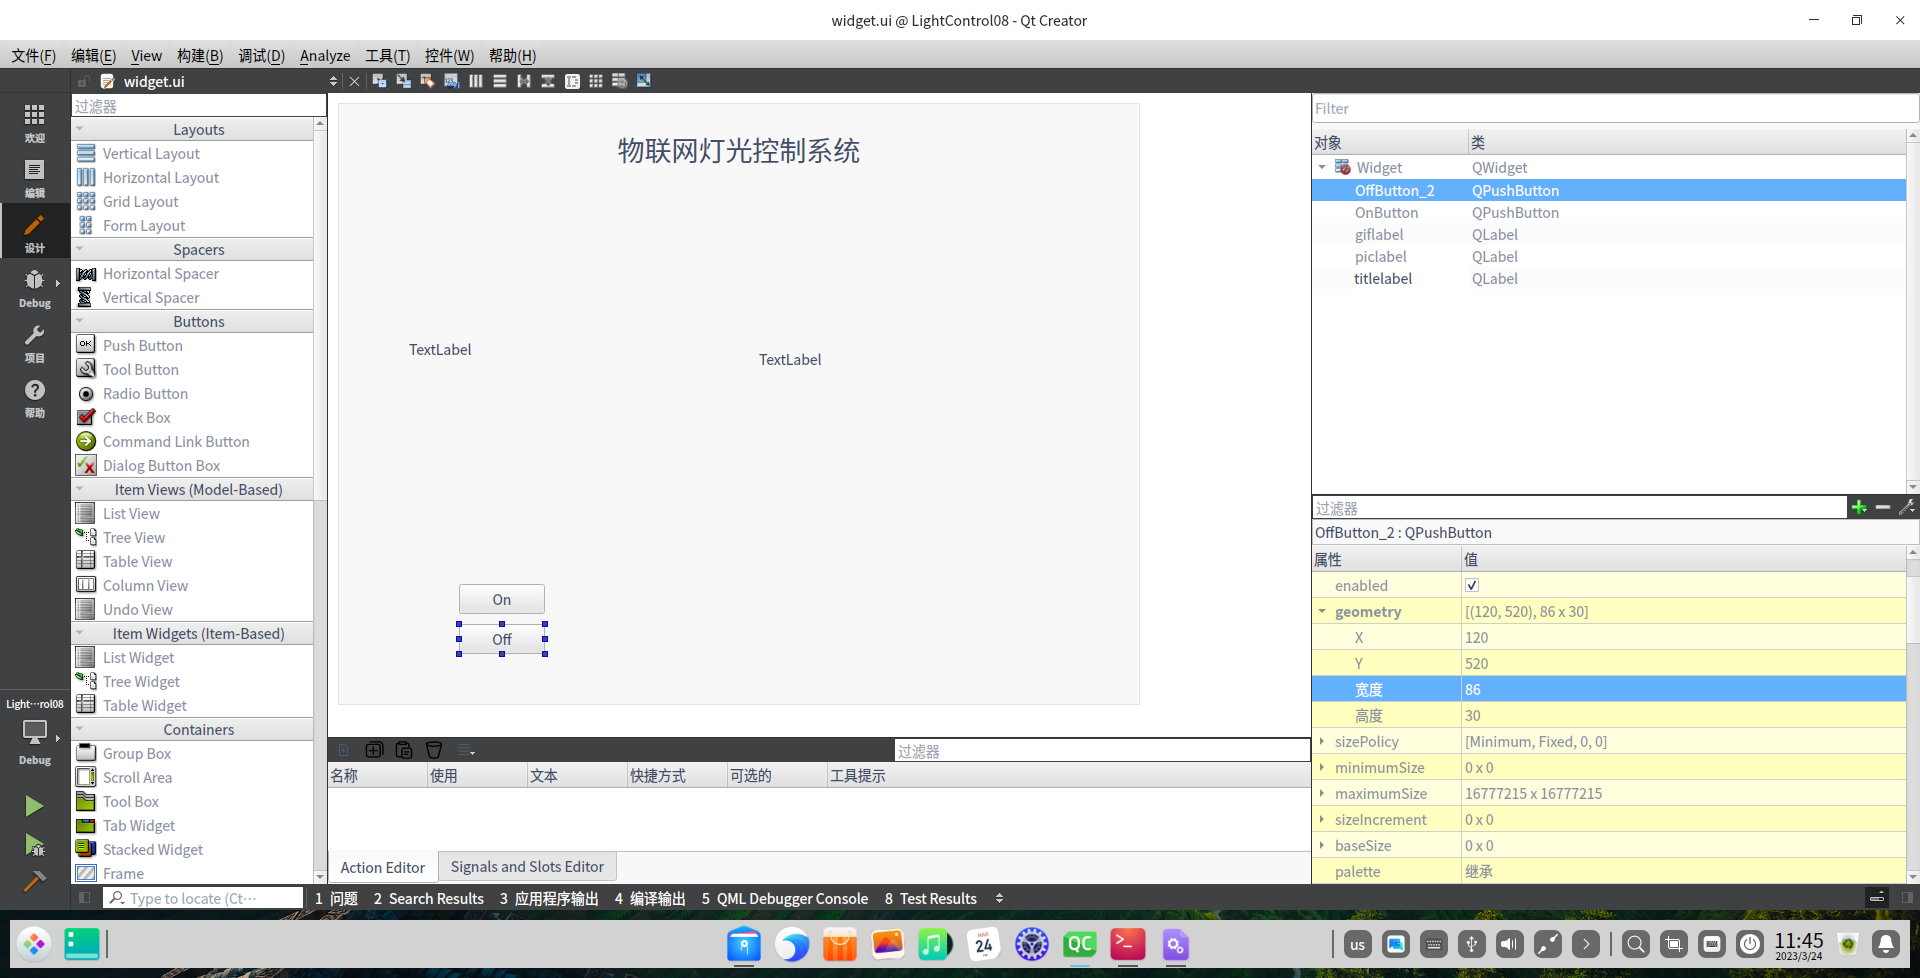 widget.ui @ LightControl08 - Qt Creator
文件(F) 编辑(E) View 构建(B) 调试(D) Analyze 工具(T) 控件(W) 帮助(H)
widget.ui
过滤器
Layouts
Vertical Layout
Horizontal Layout
Grid Layout
Form Layout
Spacers
Horizontal Spacer
Vertical Spacer
Buttons
Push Button
Tool Button
Radio Button
Check Box
Command Link Button
Dialog Button Box
Item Views (Model-Based)
List View
Tree View
Table View
Column View
Undo View
Item Widgets (Item-Based)
List Widget
Tree Widget
Table Widget
Containers
Group Box
Scroll Area
Tool Box
Tab Widget
Stacked Widget
Frame
欢迎
编辑
设计
Debug
项目
帮助
Light···rol08
Debug
物联网灯光控制系统
TextLabel
TextLabel
On
Off
过滤器
名称 使用 文本 快捷方式 可选的 工具提示
Action Editor Signals and Slots Editor
Filter
对象 类
Widget QWidget
OffButton_2 QPushButton
OnButton QPushButton
giflabel QLabel
piclabel QLabel
titlelabel QLabel
过滤器
OffButton_2 : QPushButton
属性 值
enabled
geometry [(120, 520), 86 x 30]
X 120
Y 520
宽度 86
高度 30
sizePolicy [Minimum, Fixed, 0, 0]
minimumSize 0 x 0
maximumSize 16777215 x 16777215
sizeIncrement 0 x 0
baseSize 0 x 0
palette 继承
Type to locate (Ct···
1 问题 2 Search Results 3 应用程序输出 4 编译输出 5 QML Debugger Console 8 Test Results
MAR
24
QC
us
11:45
2023/3/24